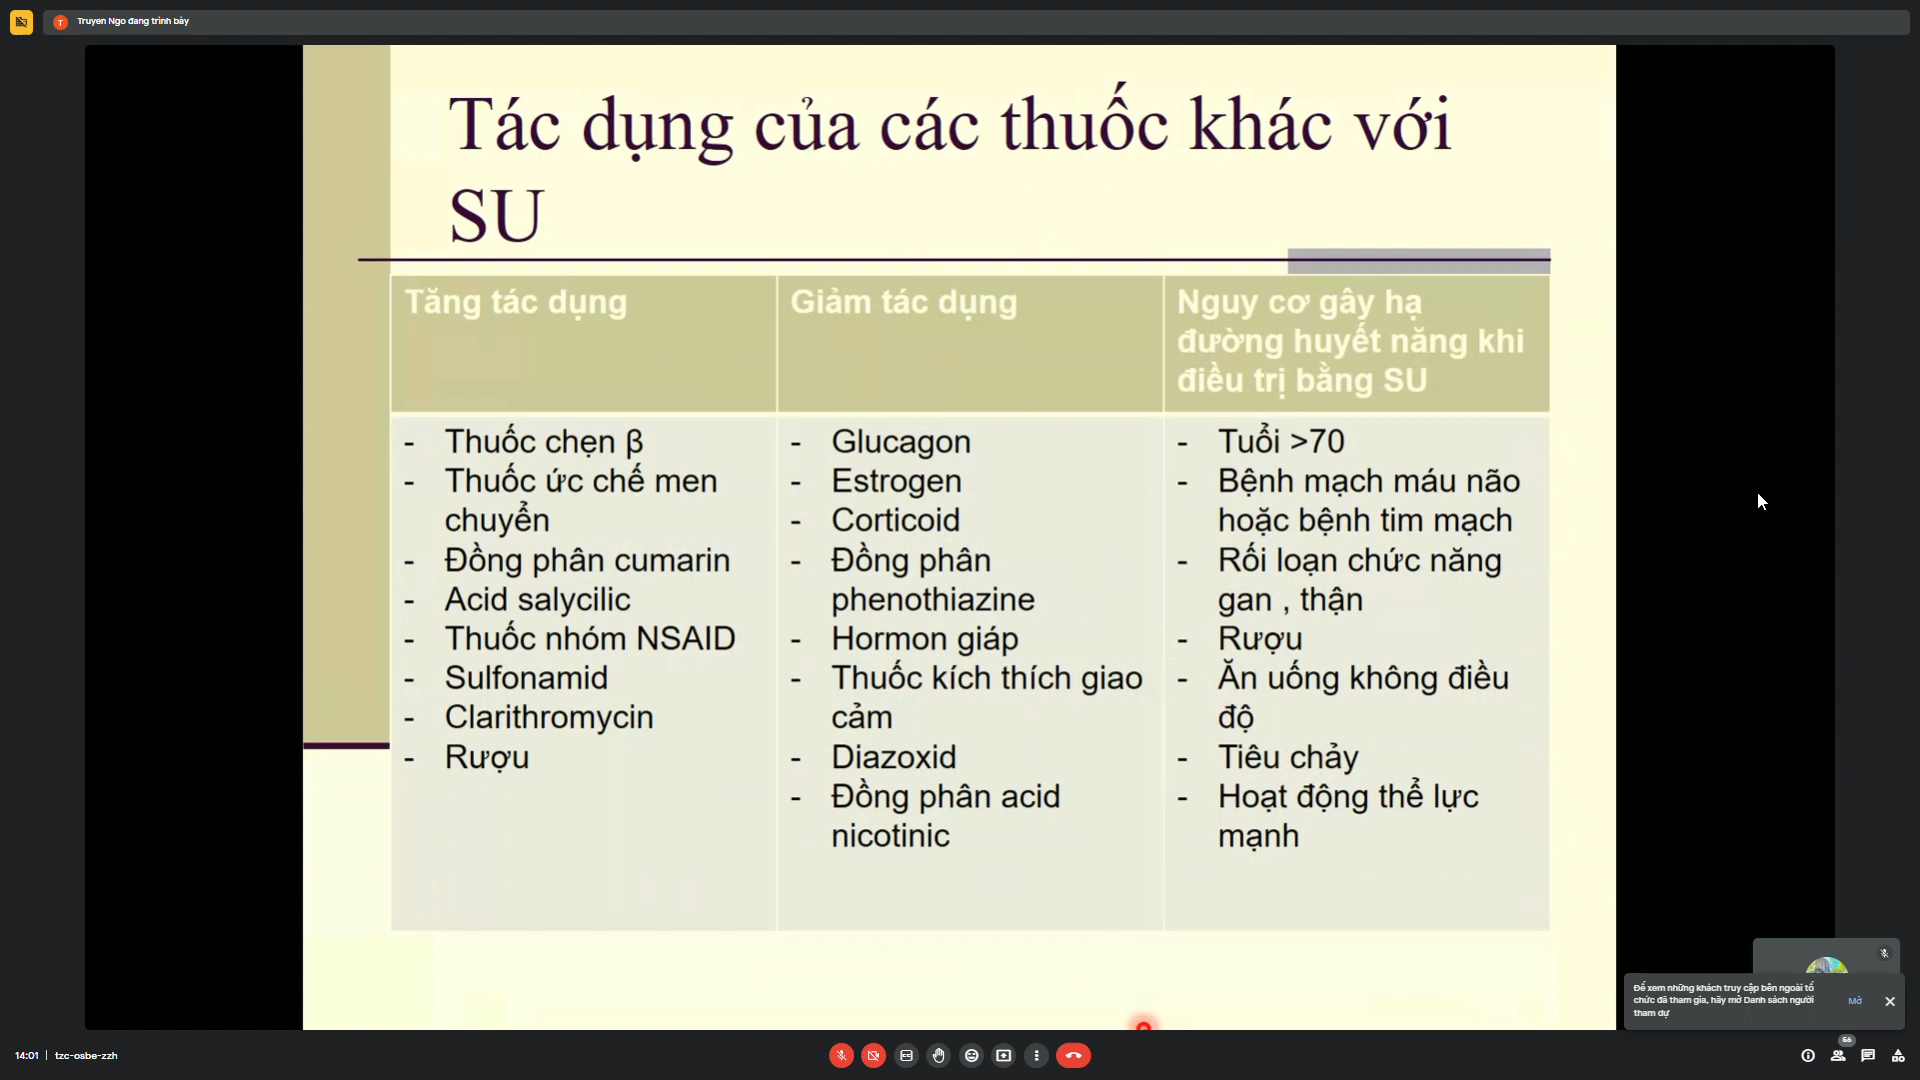 Truyen Ngo đang trình bày
Tác dụng của các thuốc khác với
SU
Tăng tác dụng
Giảm tác dụng
Nguy cơ gây hạ
đường huyết năng khi
điều trị bằng SU
- Thuốc chẹn β
- Thuốc ức chế men
chuyển
- Đồng phân cumarin
- Acid salycilic
- Thuốc nhóm NSAID
- Sulfonamid
- Clarithromycin
- Rượu
- Glucagon
- Estrogen
- Corticoid
- Đồng phân
phenothiazine
- Hormon giáp
- Thuốc kích thích giao
cảm
- Diazoxid
- Đồng phân acid
nicotinic
- Tuổi >70
- Bệnh mạch máu não
hoặc bệnh tim mạch
- Rối loạn chức năng
gan , thận
- Rượu
- Ăn uống không điều
độ
- Tiêu chảy
- Hoạt động thể lực
mạnh
Để xem những khách truy cập bên ngoài tổ
chức đã tham gia, hãy mở Danh sách người
tham dự
Mở
14:01 | tzc-osbe-zzh
66